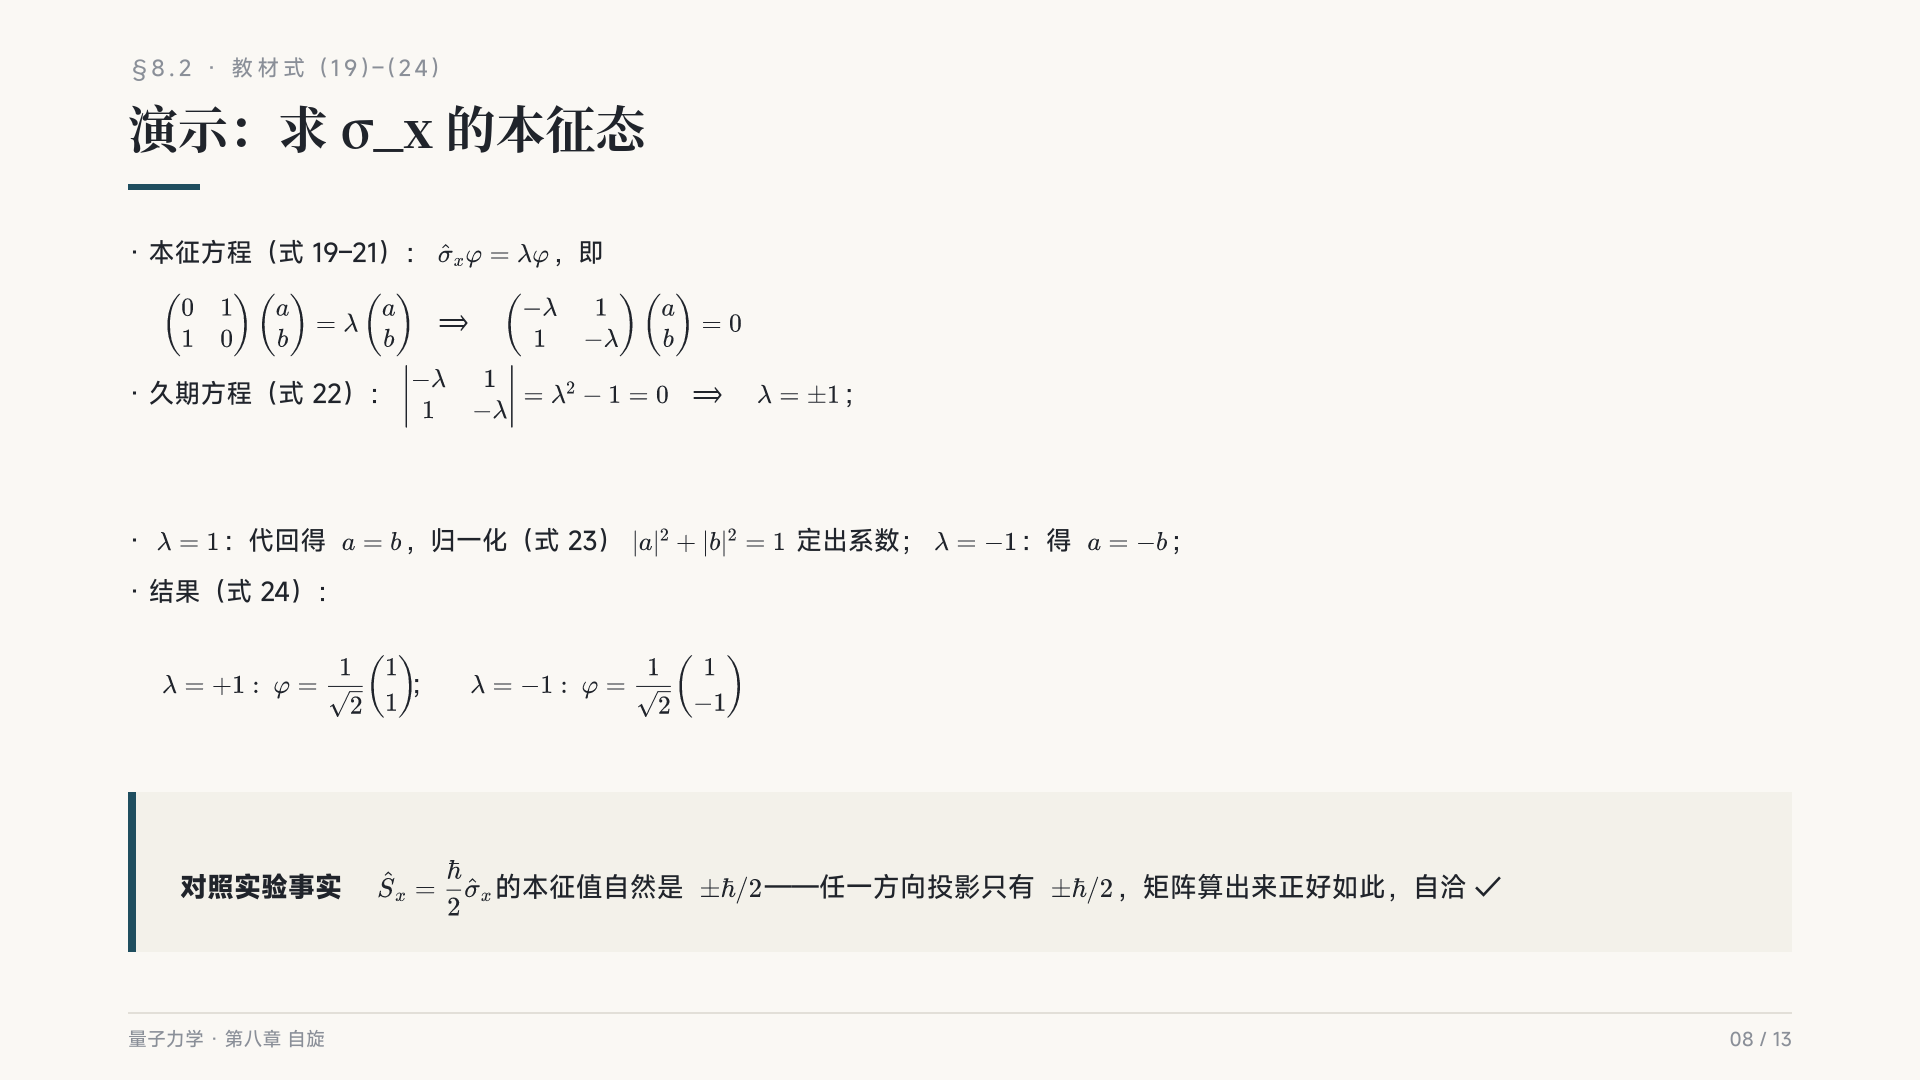 §8.2 · 教材式 (19)–(24)
演示：求 σ_x 的本征态
· 本征方程（式 19–21）： σ̂ₓφ = λφ，即
(0 1; 1 0)(a; b) = λ(a; b) ⟹ (−λ 1; 1 −λ)(a; b) = 0
· 久期方程（式 22）： |−λ 1; 1 −λ| = λ² − 1 = 0 ⟹ λ = ±1；
· λ = 1：代回得 a = b，归一化（式 23） |a|² + |b|² = 1 定出系数； λ = −1：得 a = −b；
· 结果（式 24）：
λ = +1 : φ = 1/√2 (1; 1)； λ = −1 : φ = 1/√2 (1; −1)
对照实验事实 Ŝₓ = ħ/2 σ̂ₓ的本征值自然是 ±ħ/2——任一方向投影只有 ±ħ/2，矩阵算出来正好如此，自洽 ✓
量子力学 · 第八章 自旋
08 / 13